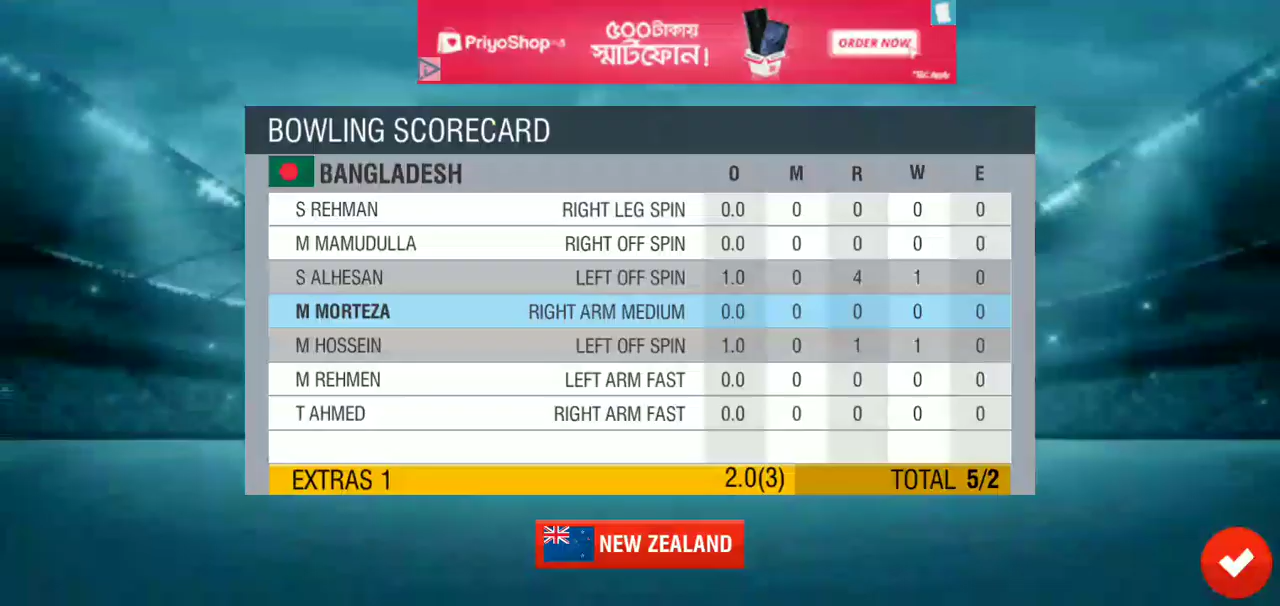 PriyoShop
৫০০টাকায়
স্মার্টফোন!
ORDER NOW
BOWLING SCORECARD
BANGLADESH O M R W E
S REHMAN RIGHT LEG SPIN 0.0 0 0 0 0
M MAMUDULLA RIGHT OFF SPIN 0.0 0 0 0 0
S ALHESAN LEFT OFF SPIN 1.0 0 4 1 0
M MORTEZA RIGHT ARM MEDIUM 0.0 0 0 0 0
M HOSSEIN LEFT OFF SPIN 1.0 0 1 1 0
M REHMEN LEFT ARM FAST 0.0 0 0 0 0
T AHMED RIGHT ARM FAST 0.0 0 0 0 0
EXTRAS 1 2.0(3) TOTAL 5/2
NEW ZEALAND